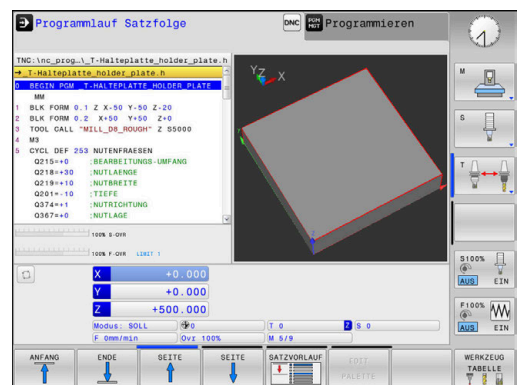 Programmlauf Satzfolge
DNC
PGM MGT
Programmieren
TNC:\nc_prog…\_T-Halteplatte_holder_plate.h
→_T-Halteplatte_holder_plate.h
0 BEGIN PGM _T-HALTEPLATTE_HOLDER_PLATE
MM
1 BLK FORM 0.1 Z X-50 Y-50 Z-20
2 BLK FORM 0.2 X+50 Y+50 Z+0
3 TOOL CALL "MILL_D8_ROUGH" Z S5000
4 M3
5 CYCL DEF 253 NUTENFRAESEN
Q215=+0 ;BEARBEITUNGS-UMFANG
Q218=+30 ;NUTLAENGE
Q219=+10 ;NUTBREITE
Q201=-10 ;TIEFE
Q374=+1 ;NUTRICHTUNG
Q367=+0 ;NUTLAGE
100% S-OVR
100% F-OVR LIMIT 1
Y Z X
X +0.000
Y +0.000
Z +500.000
Modus: SOLL 0 T 0 Z S 0
F 0mm/min Ovr 100% M 5/9
M
S
T
S100%
AUS EIN
F100%
AUS EIN
ANFANG
ENDE
SEITE
SEITE
SATZVORLAUF
EDIT
PALETTE
WERKZEUG
TABELLE